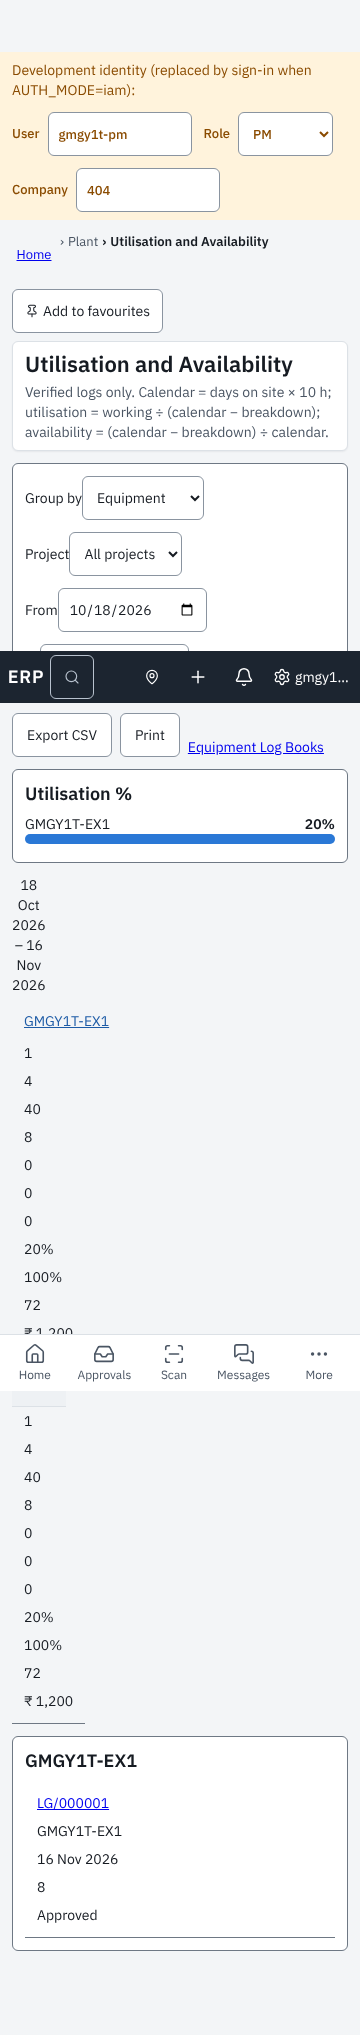 Development identity (replaced by sign-in when
AUTH_MODE=iam):
User gmgy1t-pm Role PM
Company 404
Home › Plant › Utilisation and Availability
Add to favourites
Utilisation and Availability
Verified logs only. Calendar = days on site × 10 h;
utilisation = working ÷ (calendar − breakdown);
availability = (calendar − breakdown) ÷ calendar.
Group by Equipment
Project All projects
From 10/18/2026
ERP gmgy1...
Export CSV Print Equipment Log Books
Utilisation %
GMGY1T-EX1 20%
18
Oct
2026
– 16
Nov
2026
GMGY1T-EX1
1
4
40
8
0
0
0
20%
100%
72
₹ 1,200
Home Approvals Scan Messages More
1
4
40
8
0
0
0
20%
100%
72
₹ 1,200
GMGY1T-EX1
LG/000001
GMGY1T-EX1
16 Nov 2026
8
Approved